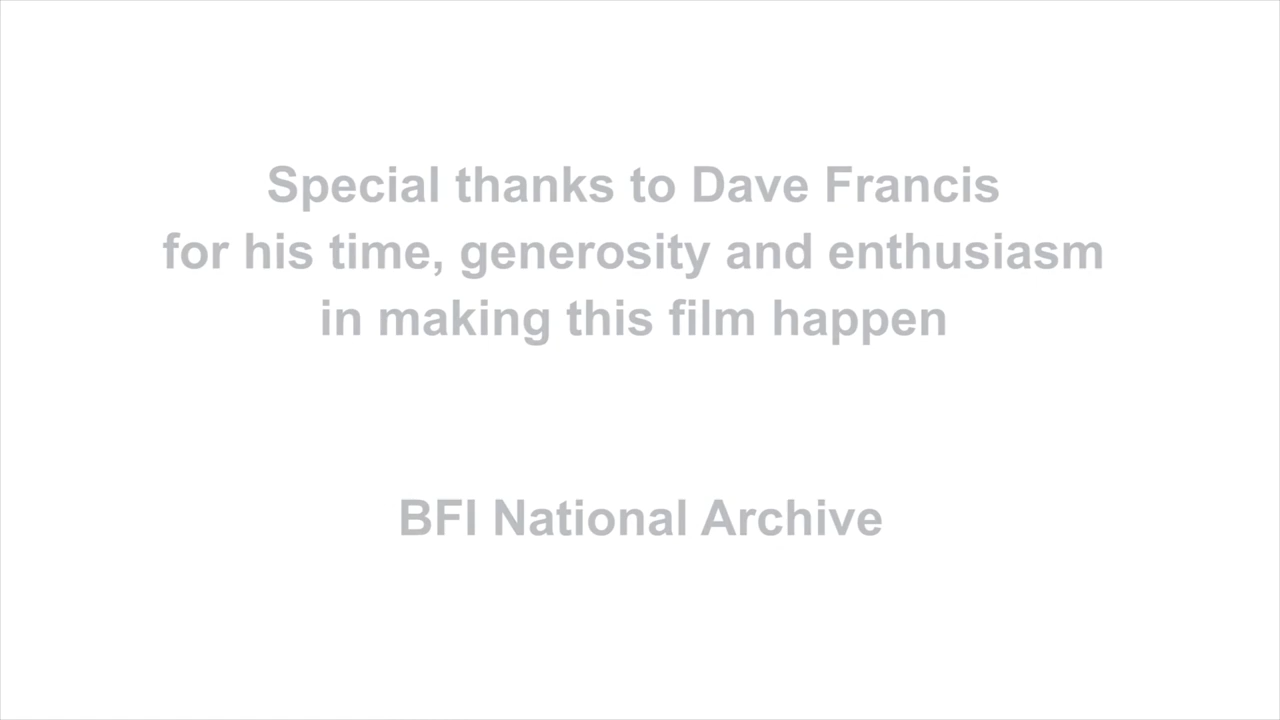 Special thanks to Dave Francis
for his time, generosity and enthusiasm
in making this film happen
BFI National Archive